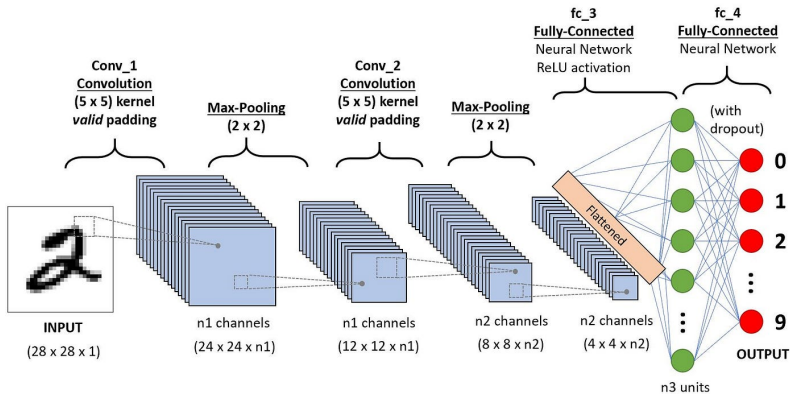 fc_3
Fully-Connected
Neural Network
ReLU activation
fc_4
Fully-Connected
Neural Network
Conv_1
Convolution
(5 x 5) kernel
valid padding
Max-Pooling
(2 x 2)
Conv_2
Convolution
(5 x 5) kernel
valid padding
Max-Pooling
(2 x 2)
(with
dropout)
Flattened
0
1
2
...
9
...
INPUT
(28 x 28 x 1)
n1 channels
(24 x 24 x n1)
n1 channels
(12 x 12 x n1)
n2 channels
(8 x 8 x n2)
n2 channels
(4 x 4 x n2)
OUTPUT
n3 units